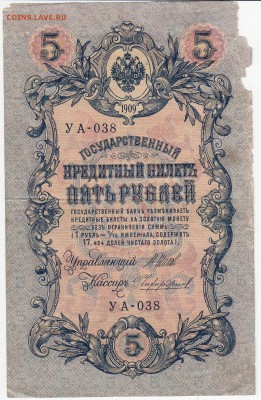 COINS.LAVE.RU
5 5
1909
УА-038
ГОСУДАРСТВЕННЫЙ
КРЕДИТНЫЙ БИЛЕТЪ
ПЯТЬ РУБЛЕЙ
ГОСУДАРСТВЕННЫЙ БАНКЪ РАЗМѢНИВАЕТЪ
КРЕДИТНЫЕ БИЛЕТЫ НА ЗОЛОТУЮ МОНЕТУ
БЕЗЪ ОГРАНИЧЕНІЯ СУММЫ
(1 РУБЛЬ = 1/15 ИМПЕРІАЛА, СОДЕРЖИТЪ
17,424 ДОЛЕЙ ЧИСТАГО ЗОЛОТА).
Управляющій
Кассиръ
УА-038
5